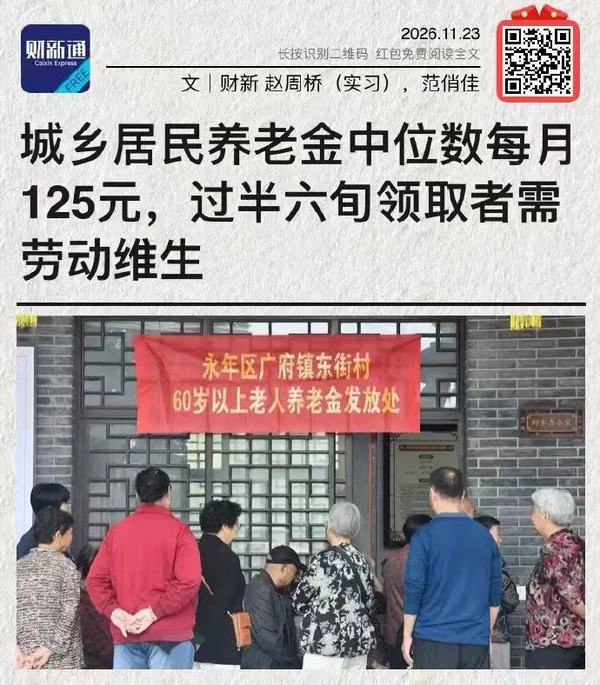 财新通
Caixin Express
FREE
2026.11.23
长按识别二维码 红包免费阅读全文
文｜财新 赵周桥（实习），范俏佳
城乡居民养老金中位数每月
125元，过半六旬领取者需
劳动维生
永年区广府镇东街村
60岁以上老人养老金发放处